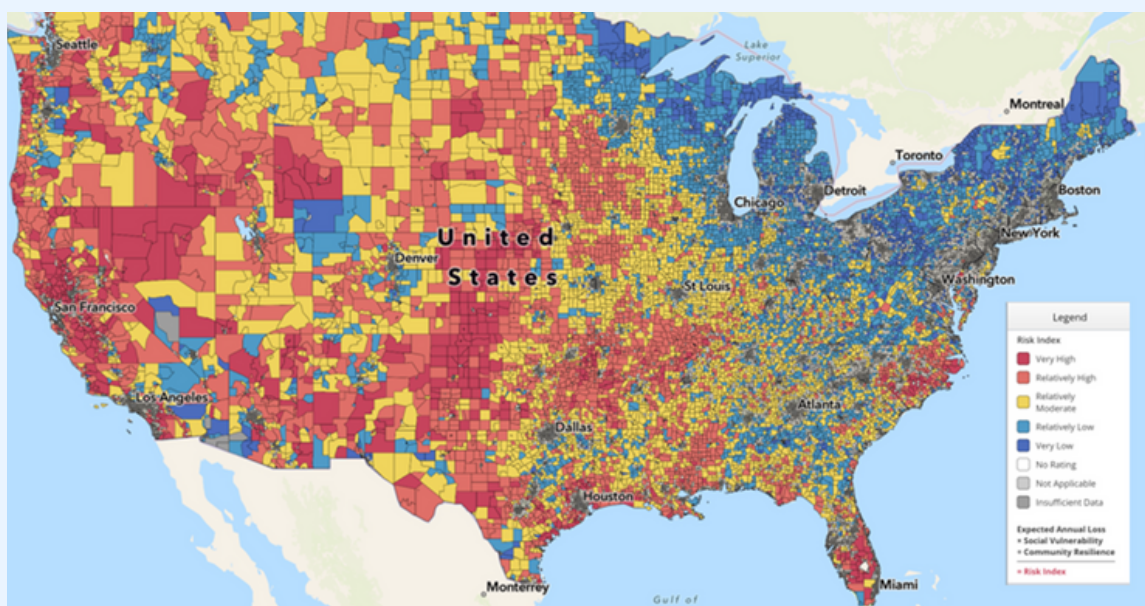 Seattle
Lake
Superior
Montreal
Toronto
Detroit
Boston
Chicago
New York
United
Denver
Washington
States
St Louis
San Francisco
Los Angeles
Atlanta
Dallas
Houston
Monterrey
Miami
Gulf of
Legend
Risk Index
Very High
Relatively High
Relatively
Moderate
Relatively Low
Very Low
No Rating
Not Applicable
Insufficient Data
Expected Annual Loss
+ Social Vulnerability
÷ Community Resilience
= Risk Index